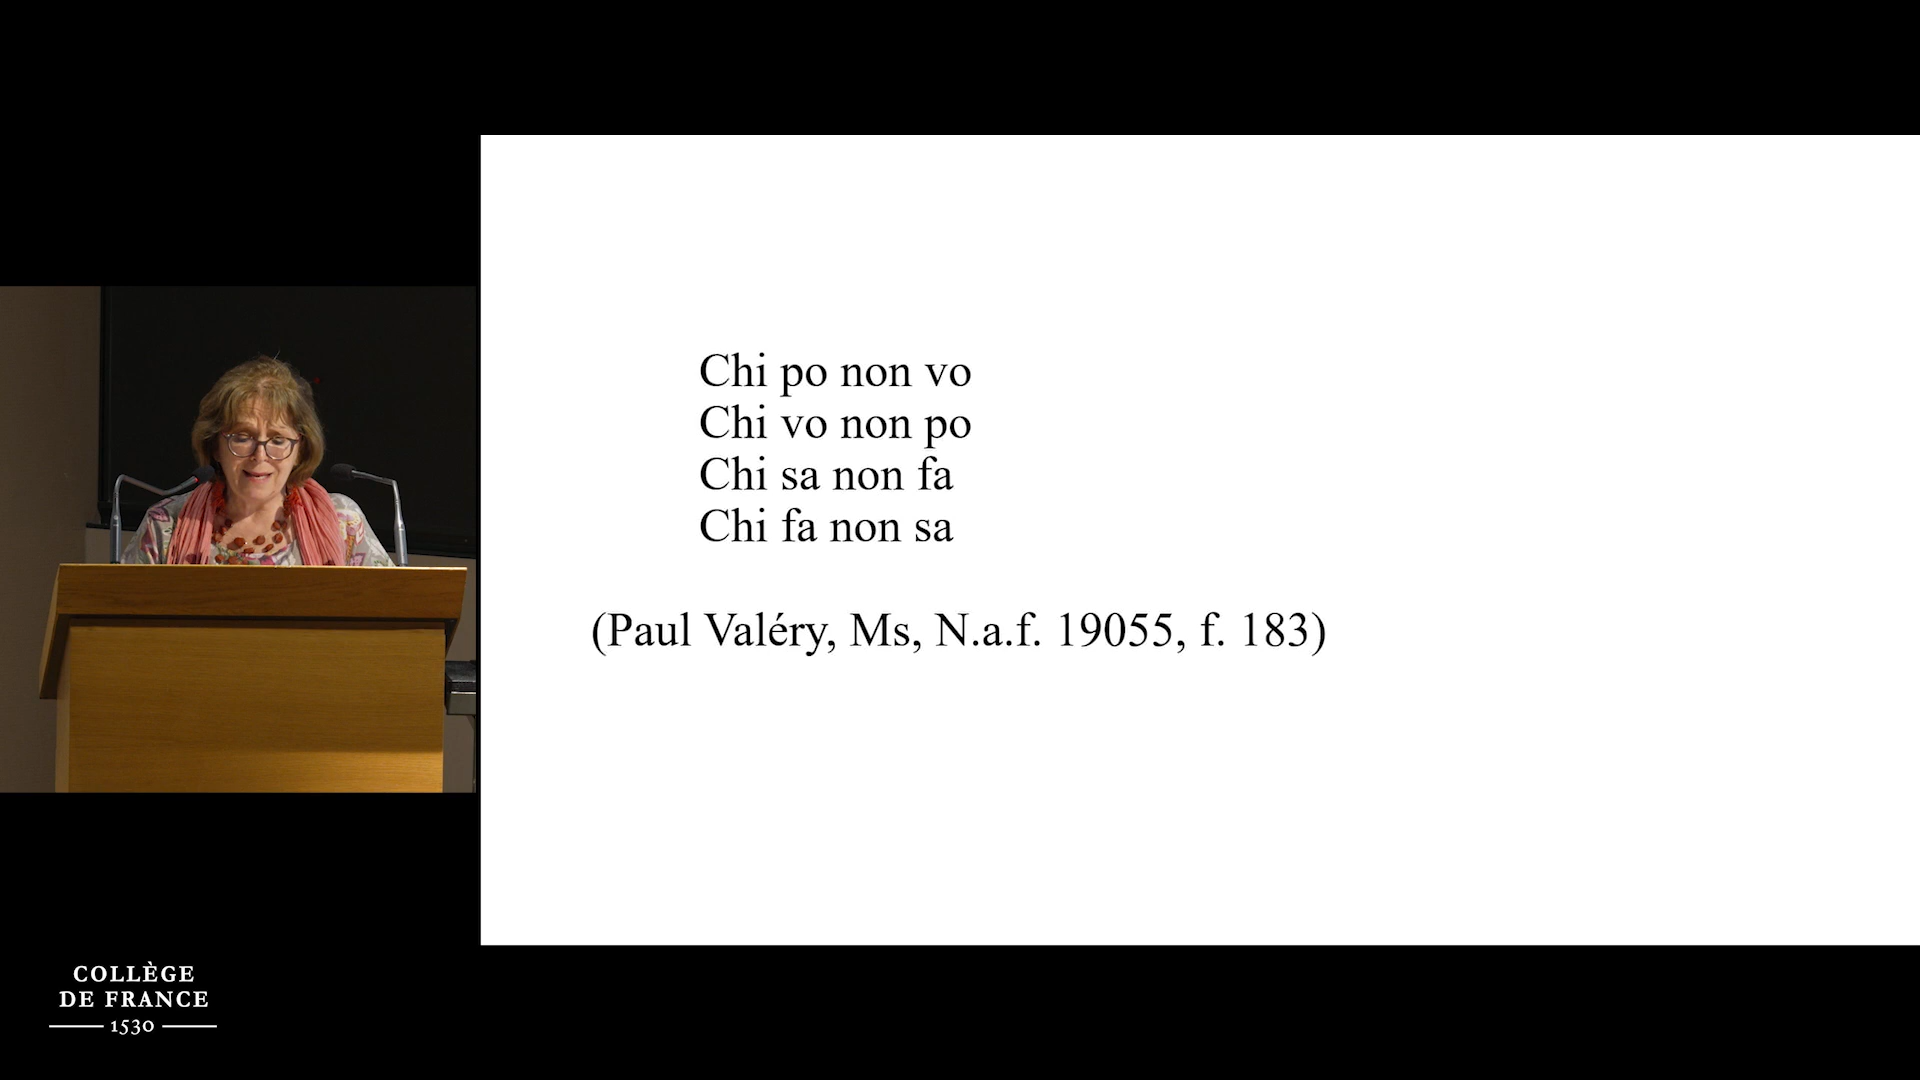 Chi po non vo
Chi vo non po
Chi sa non fa
Chi fa non sa
(Paul Valéry, Ms, N.a.f. 19055, f. 183)
COLLÈGE
DE FRANCE
1530